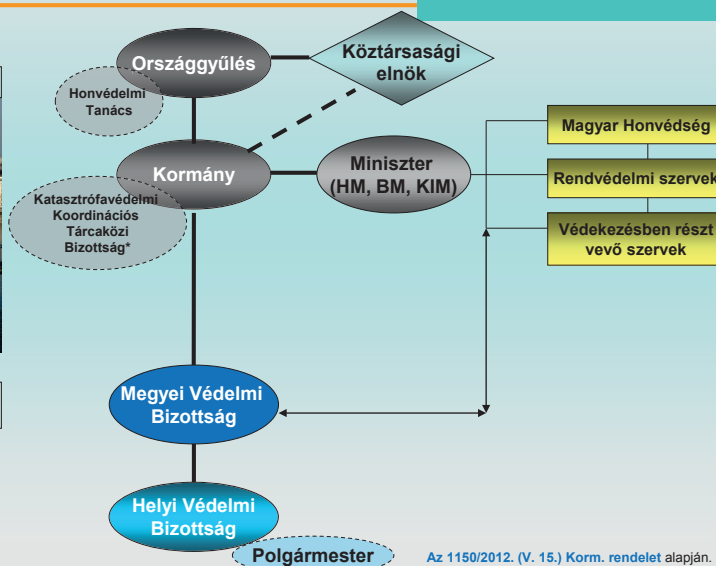 Országgyűlés
Köztársasági
elnök
Honvédelmi
Tanács
Kormány
Miniszter
(HM, BM, KIM)
Magyar Honvédség
Rendvédelmi szervek
Védekezésben részt
vevő szervek
Katasztrófavédelmi
Koordinációs
Tárcaközi
Bizottság*
Megyei Védelmi
Bizottság
Helyi Védelmi
Bizottság
Polgármester
Az 1150/2012. (V. 15.) Korm. rendelet alapján.